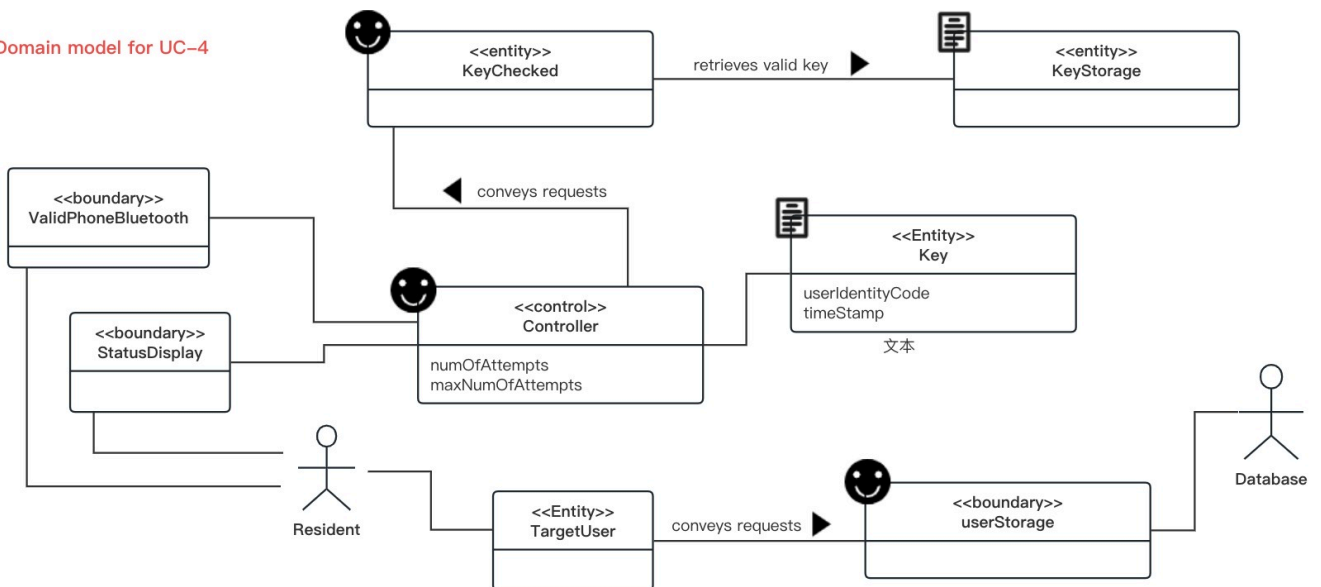 Domain model for UC-4
<<entity>>
KeyChecked
retrieves valid key
<<entity>>
KeyStorage
<<boundary>>
ValidPhoneBluetooth
conveys requests
<<Entity>>
Key
userIdentityCode
timeStamp
文本
<<control>>
Controller
numOfAttempts
maxNumOfAttempts
<<boundary>>
StatusDisplay
Resident
<<Entity>>
TargetUser
conveys requests
<<boundary>>
userStorage
Database